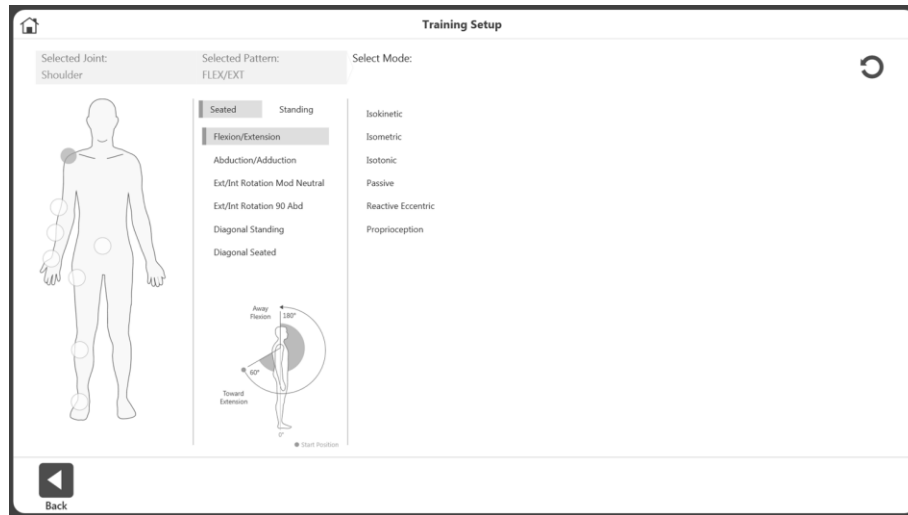 Training Setup
Selected Joint:
Shoulder
Selected Pattern:
FLEX/EXT
Select Mode:
Seated
Standing
Flexion/Extension
Abduction/Adduction
Ext/Int Rotation Mod Neutral
Ext/Int Rotation 90 Abd
Diagonal Standing
Diagonal Seated
Isokinetic
Isometric
Isotonic
Passive
Reactive Eccentric
Proprioception
Away
Flexion
180°
60°
Toward
Extension
0°
Start Position
Back